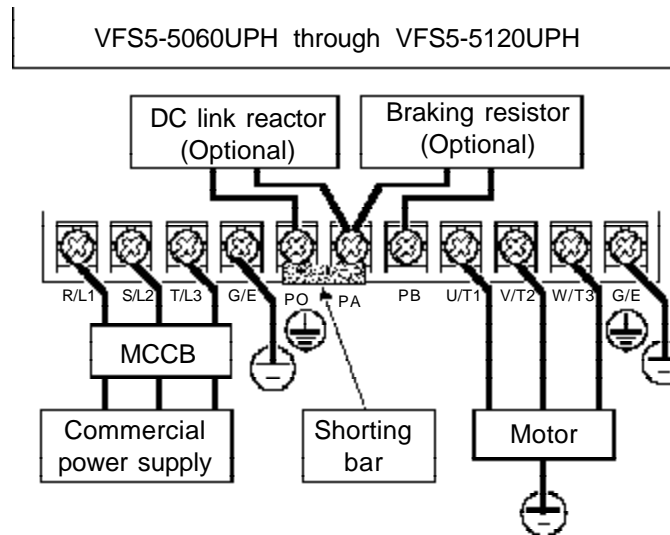 VFS5-5060UPH through VFS5-5120UPH
DC link reactor
(Optional)
Braking resistor
(Optional)
R/L1 S/L2 T/L3 G/E PO PA PB U/T1 V/T2 W/T3 G/E
MCCB
Commercial
power supply
Shorting
bar
Motor